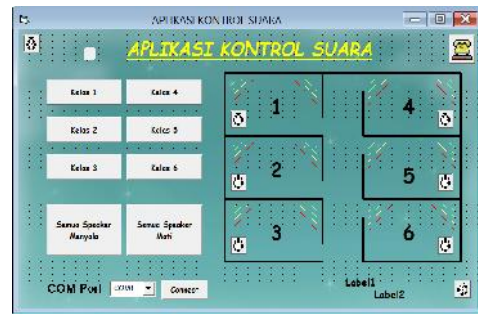 APLIKASI KONTROL SUARA
APLIKASI KONTROL SUARA
Kelas 1
Kelas 4
1
4
Kelas 2
Kelas 5
Kelas 3
Kelas 6
2
5
Semua Speaker
Menyala
Semua Speaker
Mati
3
6
COM Port
COM1
Connect
Label1
Label2